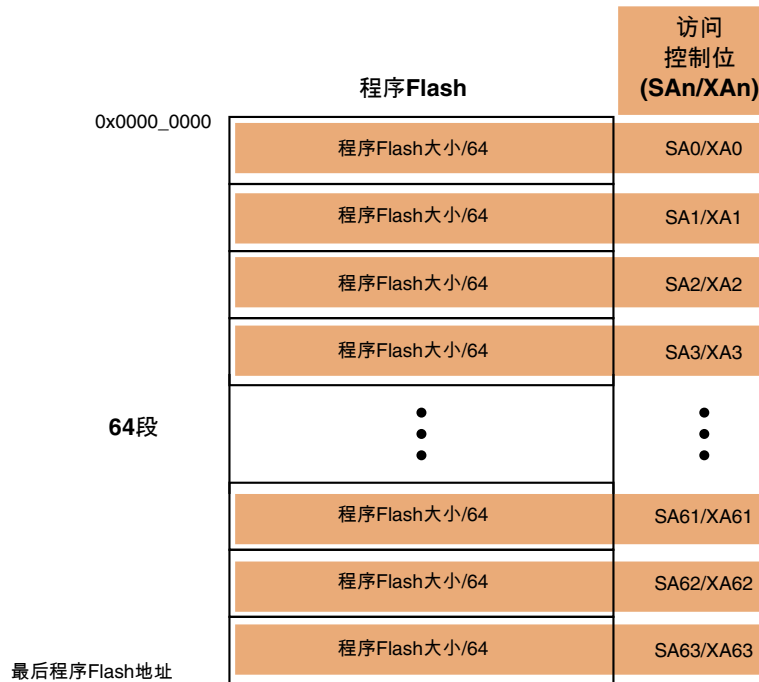 访问
控制位
(SAn/XAn)
程序Flash
0x0000_0000
程序Flash大小/64 SA0/XA0
程序Flash大小/64 SA1/XA1
程序Flash大小/64 SA2/XA2
程序Flash大小/64 SA3/XA3
64段
程序Flash大小/64 SA61/XA61
程序Flash大小/64 SA62/XA62
程序Flash大小/64 SA63/XA63
最后程序Flash地址